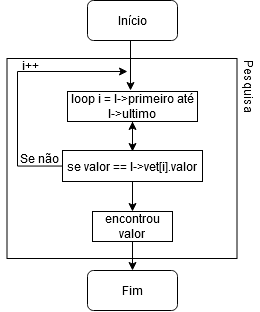 Início
i++
Pesquisa
loop i = l->primeiro até
l->ultimo
Se não
se valor == l->vet[i].valor
encontrou
valor
Fim